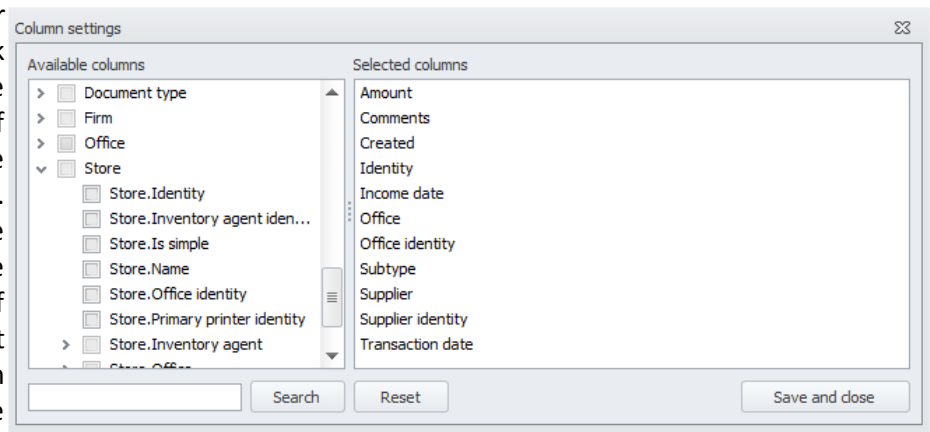 Column settings
Available columns
Selected columns
Document type
Firm
Office
Store
Store.Identity
Store.Inventory agent iden...
Store.Is simple
Store.Name
Store.Office identity
Store.Primary printer identity
Store.Inventory agent
Amount
Comments
Created
Identity
Income date
Office
Office identity
Subtype
Supplier
Supplier identity
Transaction date
Search
Reset
Save and close